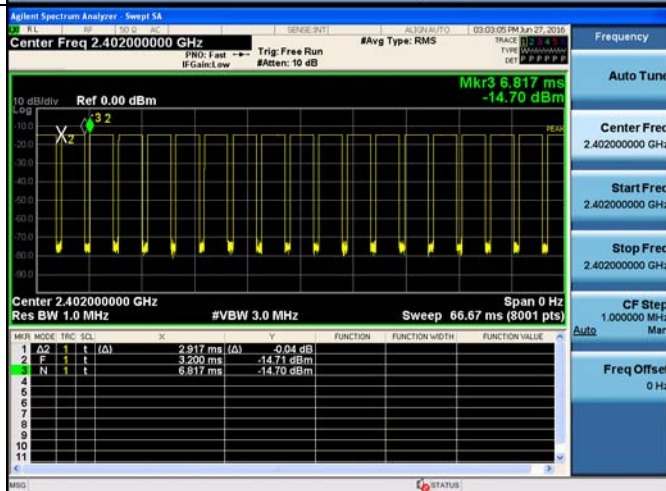 Agilent Spectrum Analyzer - Swept SA
RL RF 50 Ω AC SENSE:INT ALIGN AUTO 03:03:05 PM Jun 27, 2016
Center Freq 2.402000000 GHz
PNO: Fast
IFGain:Low
Trig: Free Run
#Atten: 10 dB
#Avg Type: RMS
TRACE 1 2 3 4 5
TYPE
DET P P P P P
Mkr3 6.817 ms
-14.70 dBm
10 dB/div Ref 0.00 dBm
Log
-10.0
-20.0
-30.0
-40.0
-50.0
-60.0
-70.0
-80.0
-90.0
X2
3 2
PEAK
Center 2.402000000 GHz Span 0 Hz
Res BW 1.0 MHz #VBW 3.0 MHz Sweep 66.67 ms (8001 pts)
MKR MODE TRC SCL X Y FUNCTION FUNCTION WIDTH FUNCTION VALUE
1 Δ2 1 t (Δ) 2.917 ms (Δ) -0.04 dB
2 F 1 t 3.200 ms -14.71 dBm
3 N 1 t 6.817 ms -14.70 dBm
4
5
6
7
8
9
10
11
MSG STATUS
Frequency
Auto Tune
Center Freq
2.402000000 GHz
Start Freq
2.402000000 GHz
Stop Freq
2.402000000 GHz
CF Step
1.000000 MHz
Auto Man
Freq Offset
0 Hz